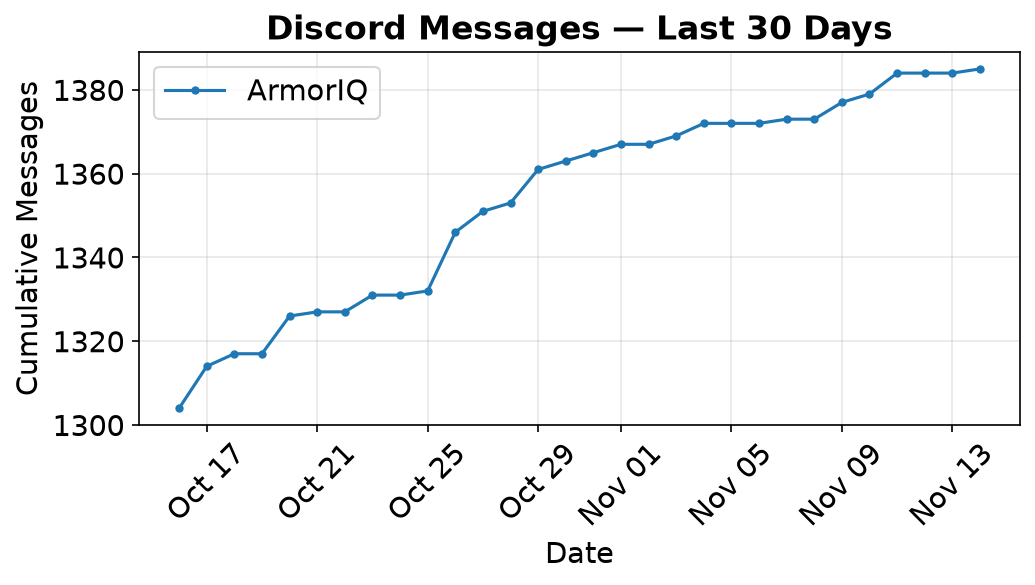 Discord Messages — Last 30 Days
ArmorIQ
Cumulative Messages
1380
1360
1340
1320
1300
Oct 17
Oct 21
Oct 25
Oct 29
Nov 01
Nov 05
Nov 09
Nov 13
Date